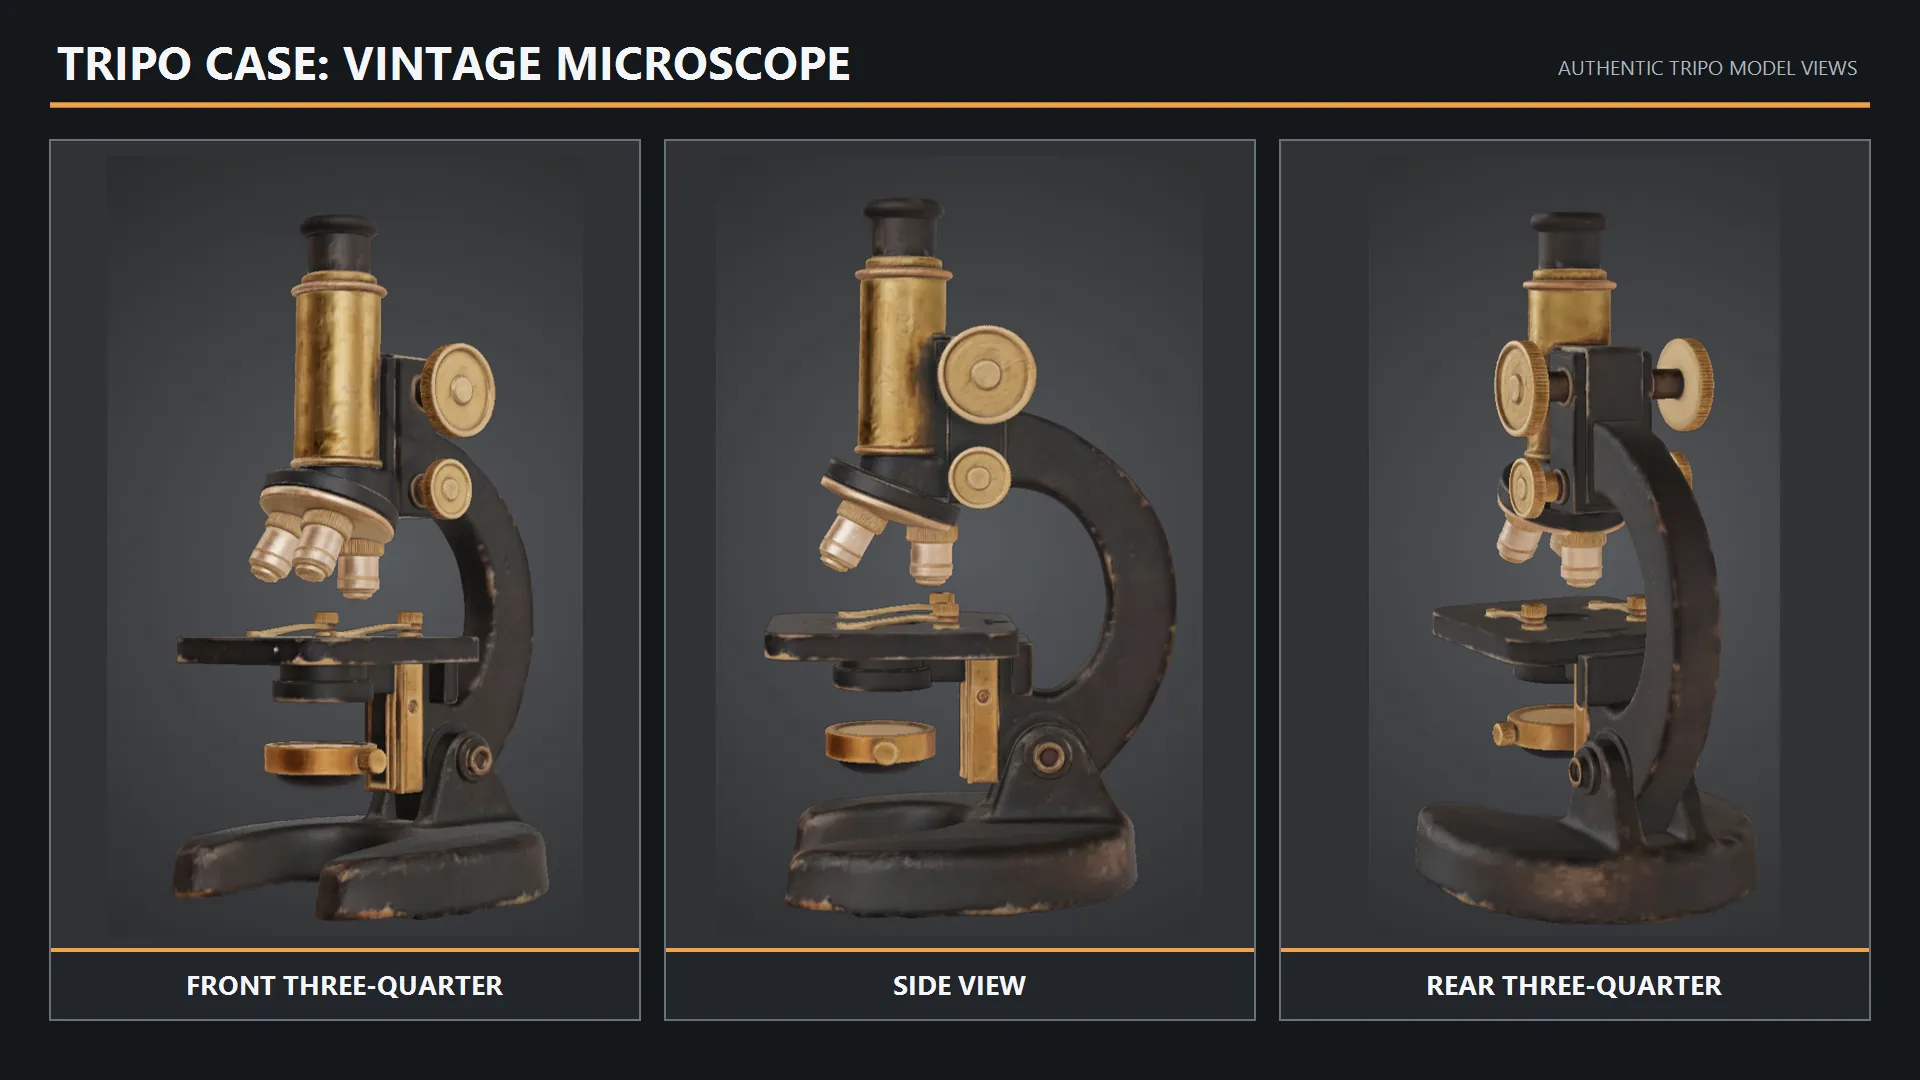 TRIPO CASE: VINTAGE MICROSCOPE
AUTHENTIC TRIPO MODEL VIEWS
FRONT THREE-QUARTER
SIDE VIEW
REAR THREE-QUARTER